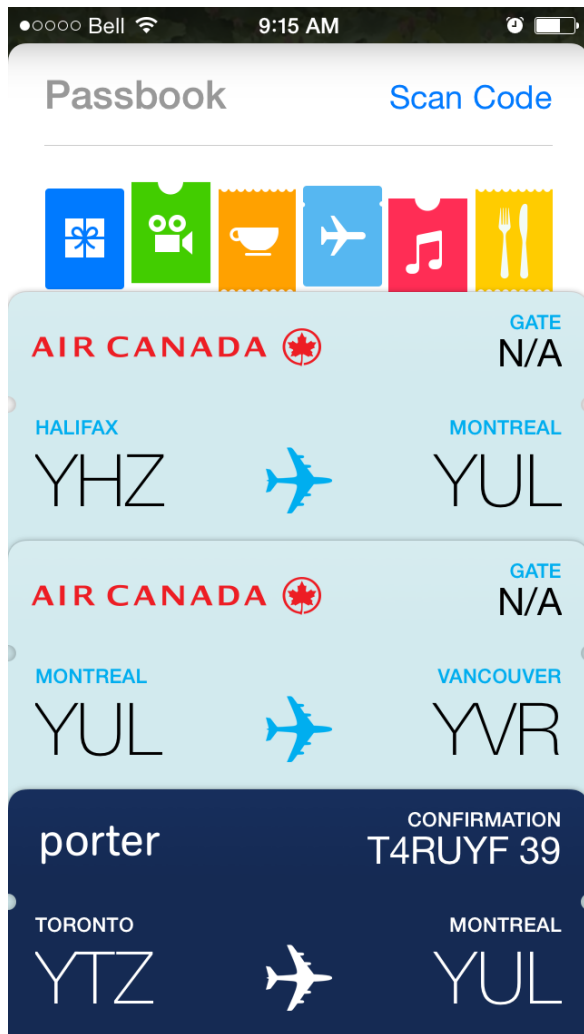 Bell 9:15 AM
Passbook Scan Code
AIR CANADA GATE
N/A
HALIFAX MONTREAL
YHZ YUL
AIR CANADA GATE
N/A
MONTREAL VANCOUVER
YUL YVR
porter CONFIRMATION
T4RUYF 39
TORONTO MONTREAL
YTZ YUL